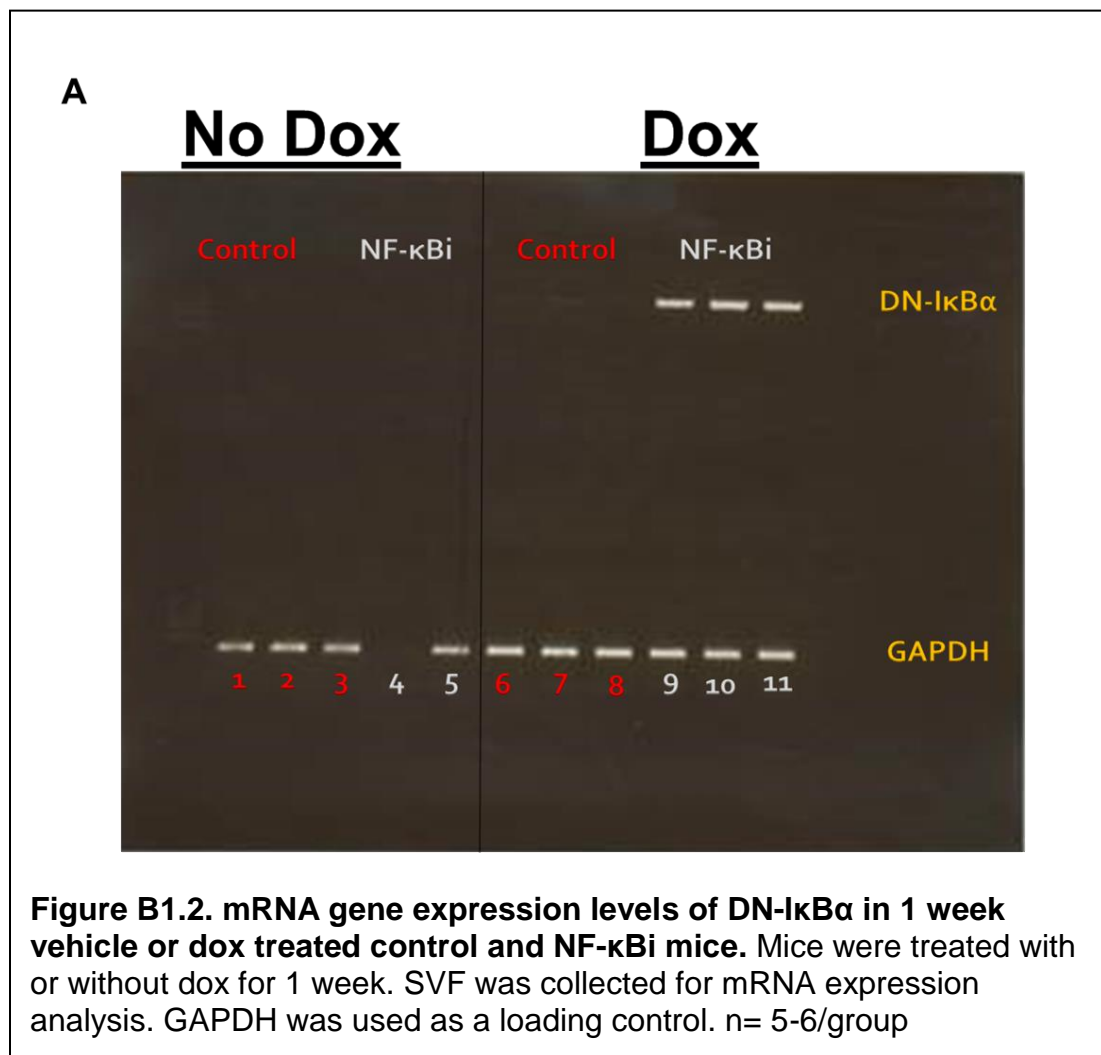 A
No Dox Dox
Control NF-κBi Control NF-κBi
DN-IκBα
GAPDH
1 2 3 4 5 6 7 8 9 10 11
Figure B1.2. mRNA gene expression levels of DN-IκBα in 1 week
vehicle or dox treated control and NF-κBi mice. Mice were treated with
or without dox for 1 week. SVF was collected for mRNA expression
analysis. GAPDH was used as a loading control. n= 5-6/group